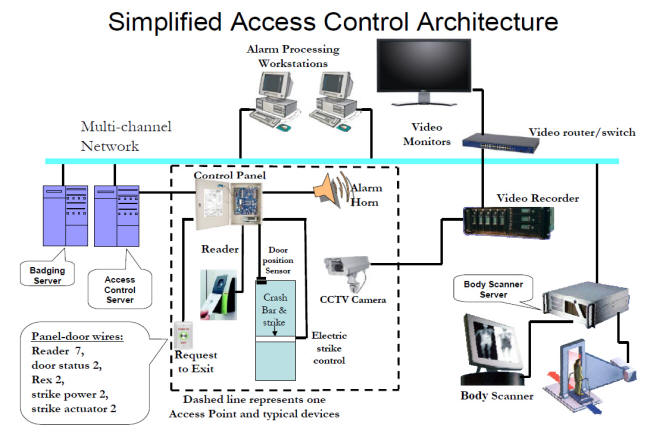 Simplified Access Control Architecture
Alarm Processing
Workstations
Multi-channel
Network
Video
Monitors
Video router/switch
Control Panel
Alarm
Horn
Video Recorder
Badging
Server
Access
Control
Server
Reader
Door
position
Sensor
CCTV Camera
Body Scanner
Server
Crash
Bar &
strike
Panel-door wires:
Reader 7,
door status 2,
Rex 2,
strike power 2,
strike actuator 2
Request
to Exit
Electric
strike
control
Body Scanner
Dashed line represents one
Access Point and typical devices